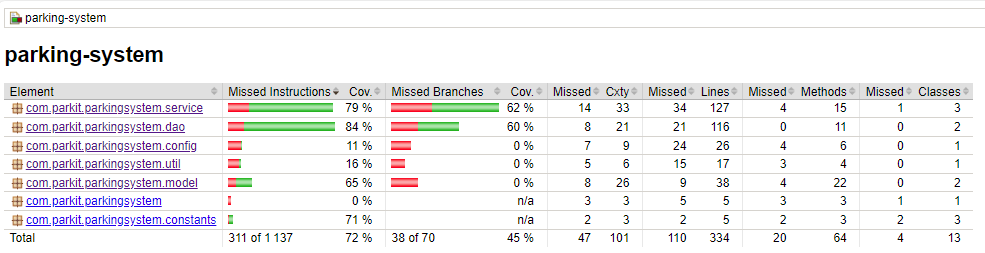 parking-system
parking-system
Element Missed Instructions Cov. Missed Branches Cov. Missed Cxty Missed Lines Missed Methods Missed Classes
com.parkit.parkingsystem.service 79 % 62 % 14 33 34 127 4 15 1 3
com.parkit.parkingsystem.dao 84 % 60 % 8 21 21 116 0 11 0 2
com.parkit.parkingsystem.config 11 % 0 % 7 9 24 26 4 6 0 1
com.parkit.parkingsystem.util 16 % 0 % 5 6 15 17 3 4 0 1
com.parkit.parkingsystem.model 65 % 0 % 8 26 9 38 4 22 0 2
com.parkit.parkingsystem 0 % n/a 3 3 5 5 3 3 1 1
com.parkit.parkingsystem.constants 71 % n/a 2 3 2 5 2 3 2 3
Total 311 of 1 137 72 % 38 of 70 45 % 47 101 110 334 20 64 4 13